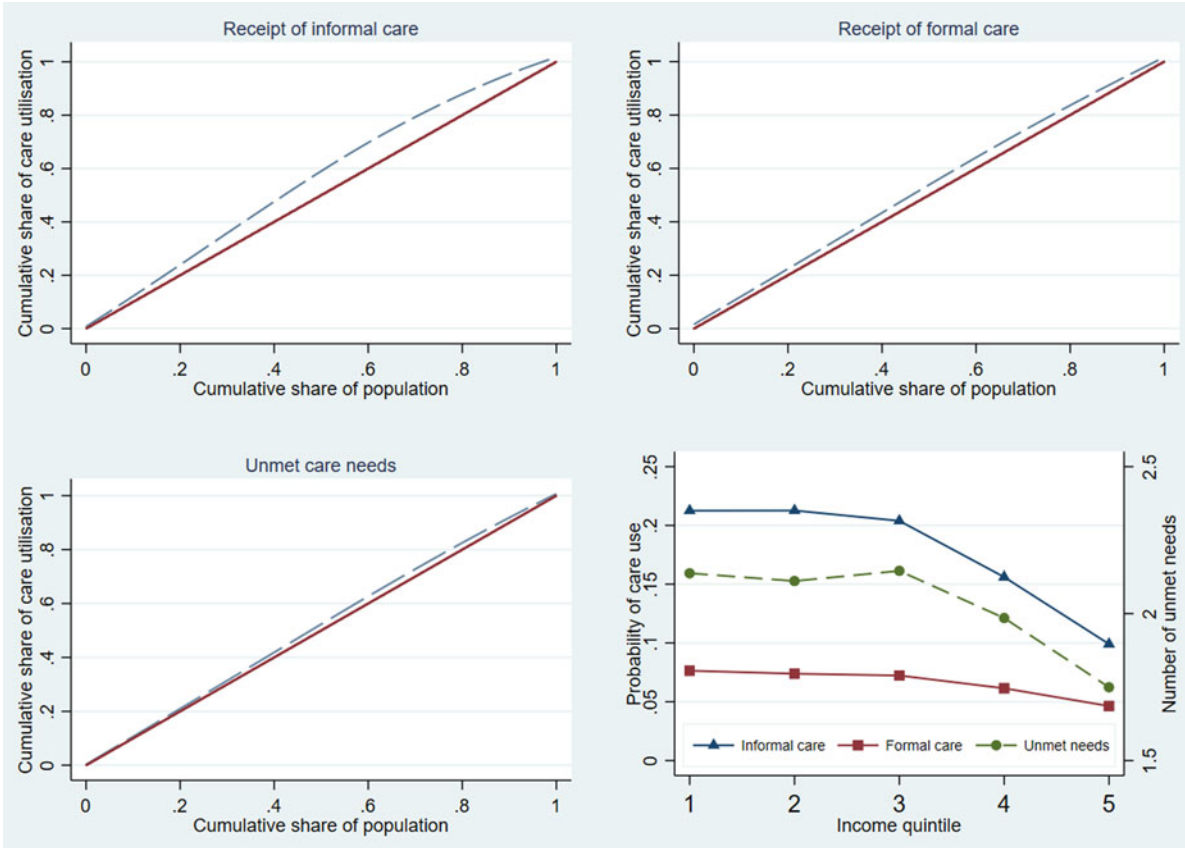 Receipt of informal care
Cumulative share of care utilisation
1
.8
.6
.4
.2
0
0 .2 .4 .6 .8 1
Cumulative share of population
Receipt of formal care
Cumulative share of care utilisation
1
.8
.6
.4
.2
0
0 .2 .4 .6 .8 1
Cumulative share of population
Unmet care needs
Cumulative share of care utilisation
1
.8
.6
.4
.2
0
0 .2 .4 .6 .8 1
Cumulative share of population
Probability of care use
.25
.2
.15
.1
.05
0
2.5
2
1.5
Number of unmet needs
Informal care Formal care Unmet needs
1 2 3 4 5
Income quintile